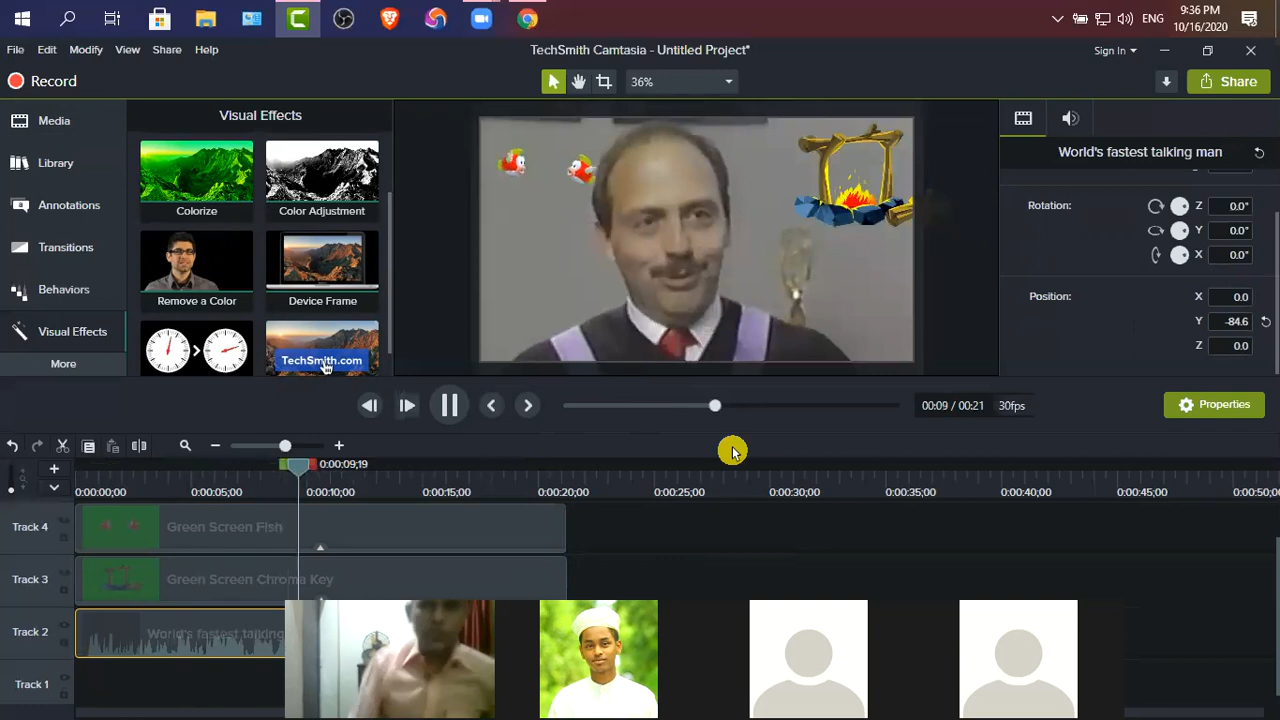 9:36 PM
ENG
10/16/2020
File Edit Modify View Share Help
TechSmith Camtasia - Untitled Project*
Sign In
Record
36%
Share
Media
Visual Effects
Library
Colorize
Color Adjustment
World's fastest talking man
Annotations
Rotation:
Z 0.0°
Transitions
Y 0.0°
X 0.0°
Behaviors
Remove a Color
Device Frame
Position:
X 0.0
Visual Effects
Y -84.6
Z 0.0
More
TechSmith.com
00:09 / 00:21 30fps
Properties
0:00:09;19
0:00:00;00 0:00:05;00 0:00:10;00 0:00:15;00 0:00:20;00 0:00:25;00 0:00:30;00 0:00:35;00 0:00:40;00 0:00:45;00 0:00:50;
Track 4 Green Screen Fish
Track 3 Green Screen Chroma Key
Track 2 World's fastest talking
Track 1